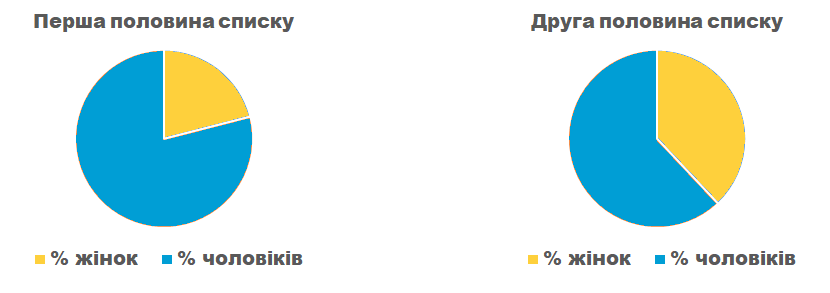 Перша половина списку
% жінок % чоловіків
Друга половина списку
% жінок % чоловіків